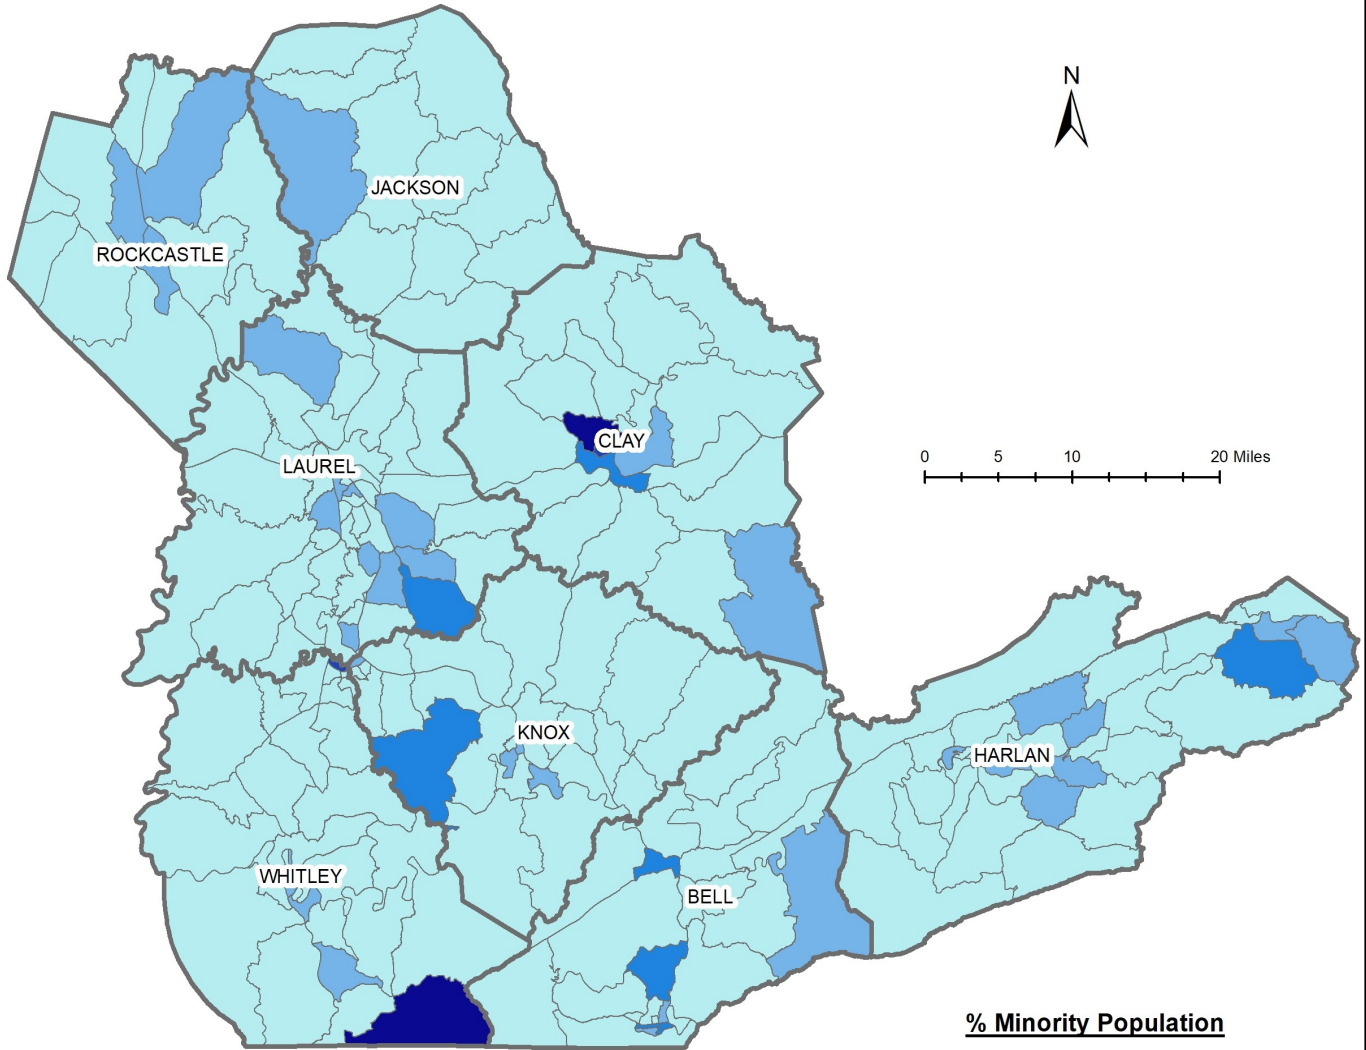 N
JACKSON
ROCKCASTLE
CLAY
0 5 10 20 Miles
LAUREL
KNOX
HARLAN
WHITLEY
BELL
% Minority Population